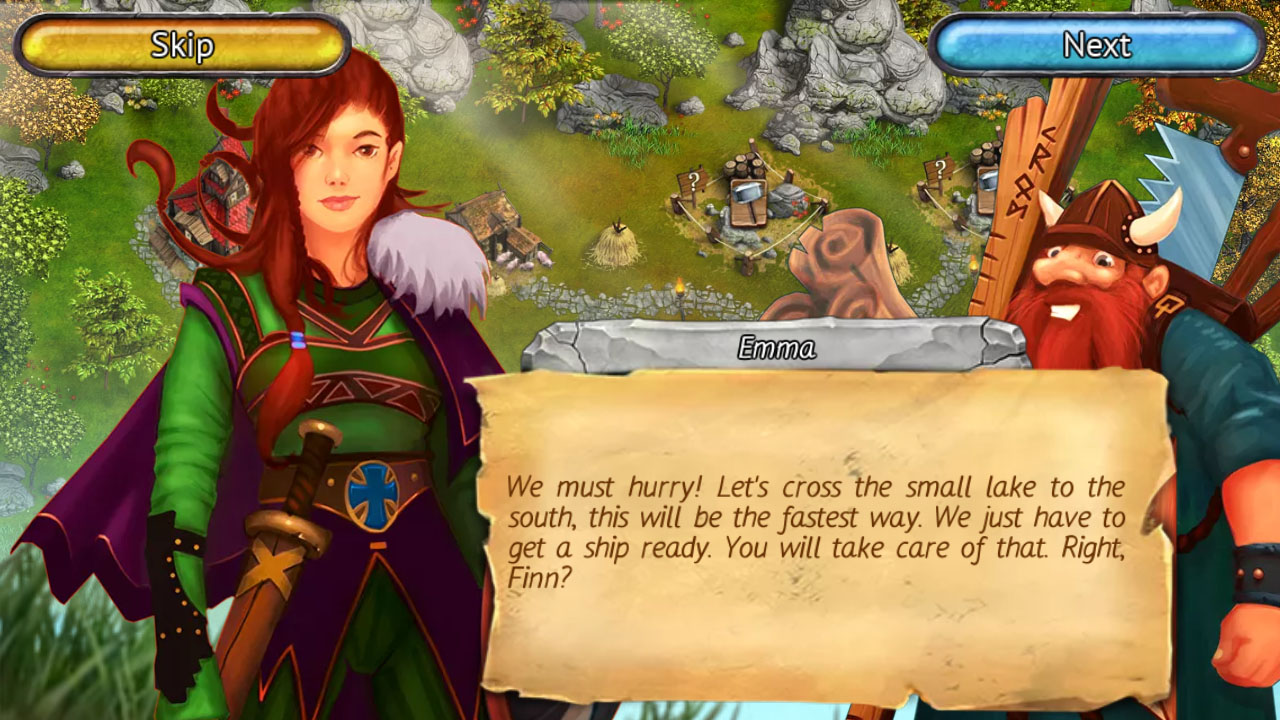 Skip
Next
?
?
Emma
We must hurry! Let's cross the small lake to the
south, this will be the fastest way. We just have to
get a ship ready. You will take care of that. Right,
Finn?